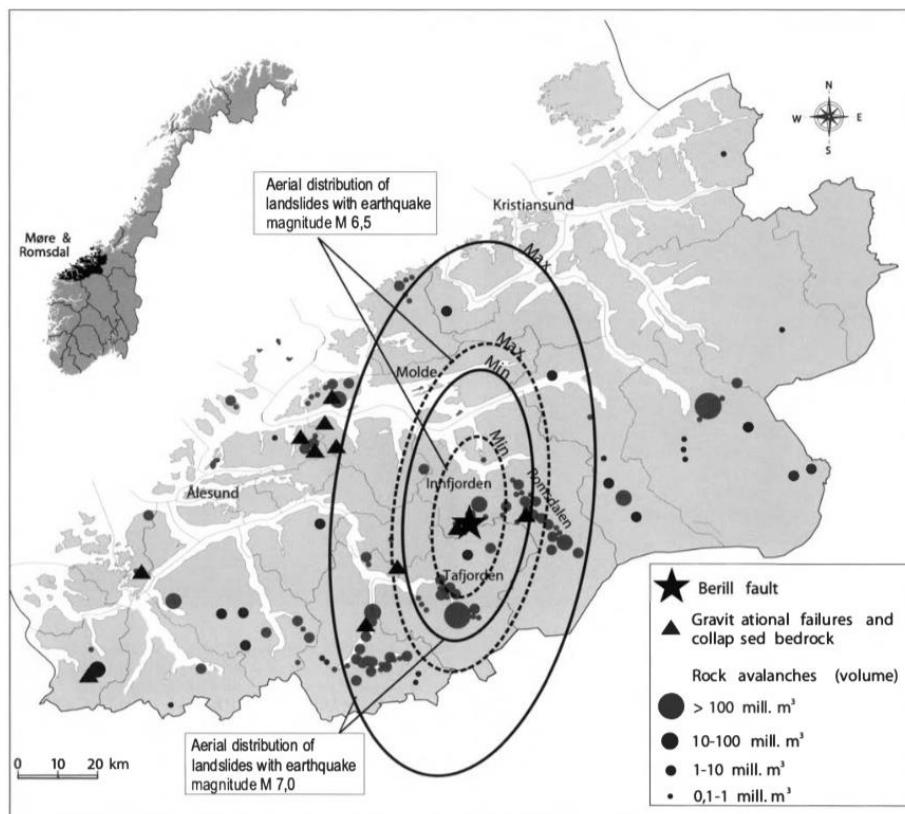 N
W E
S
Aerial distribution of
landslides with earthquake
magnitude M 6,5
Kristiansund
Møre &
Romsdal
Max
Max
Molde
Min
Min
Innfjorden
Romsdalen
Ålesund
Tafjorden
Berill fault
Gravit ational failures and
collap sed bedrock
Rock avalanches (volume)
> 100 mill. m³
10-100 mill. m³
1-10 mill. m³
0,1-1 mill. m³
Aerial distribution of
landslides with earthquake
magnitude M 7,0
0 20 km